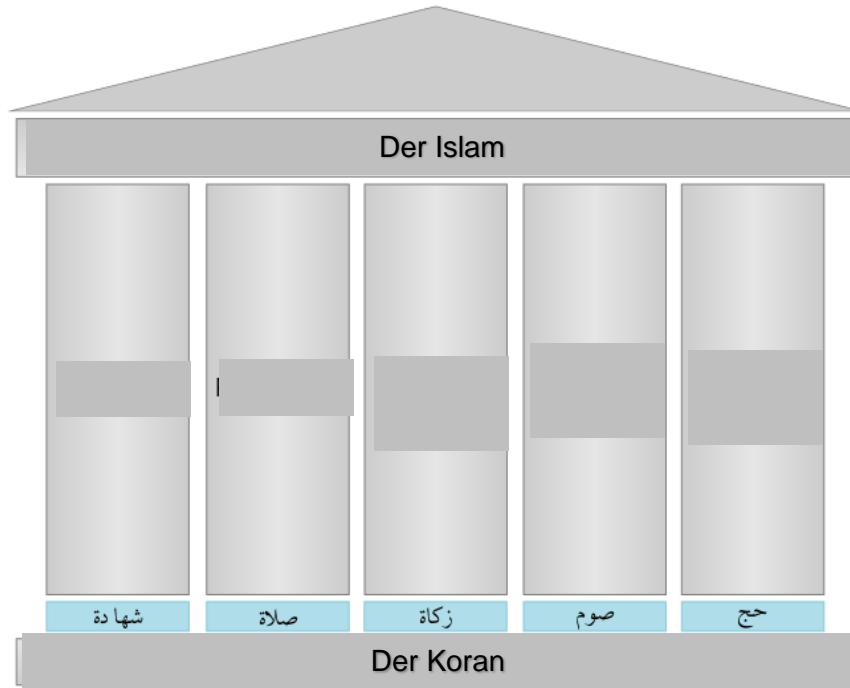 Der Islam
شهادة
صلاة
زكاة
صوم
حج
Der Koran